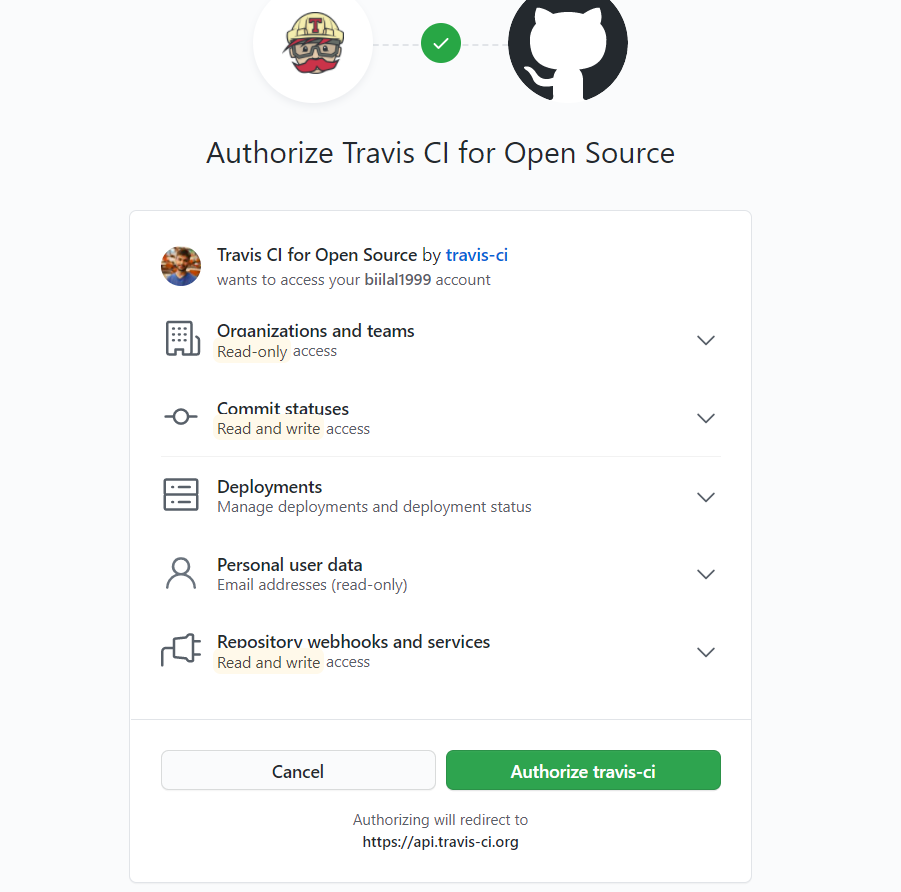 T
Authorize Travis CI for Open Source
Travis CI for Open Source by travis-ci
wants to access your biilal1999 account
Organizations and teams
Read-only access
Commit statuses
Read and write access
Deployments
Manage deployments and deployment status
Personal user data
Email addresses (read-only)
Repository webhooks and services
Read and write access
Cancel
Authorize travis-ci
Authorizing will redirect to
https://api.travis-ci.org